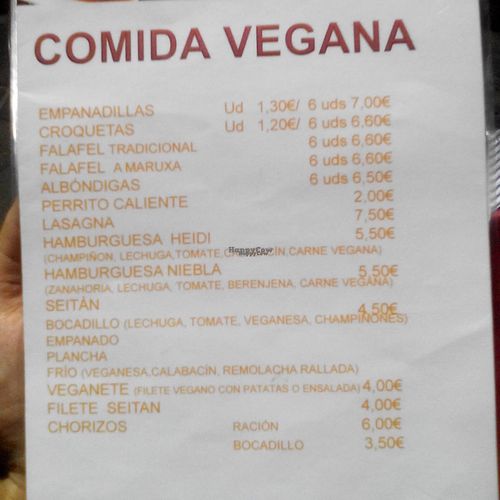 COMIDA VEGANA
EMPANADILLAS Ud 1,30€/ 6 uds 7,00€
CROQUETAS Ud 1,20€/ 6 uds 6,60€
FALAFEL TRADICIONAL 6 uds 6,60€
FALAFEL A MARUXA 6 uds 6,60€
ALBÓNDIGAS 6 uds 6,50€
PERRITO CALIENTE 2,00€
LASAGNA 7,50€
HAMBURGUESA HEIDI 5,50€
(CHAMPIÑON, LECHUGA,TOMATE, CARNE VEGANA)
HappyCow
HAMBURGUESA NIEBLA 5,50€
(ZANAHORIA, LECHUGA, TOMATE, BERENJENA, CARNE VEGANA)
SEITÁN 4,50€
BOCADILLO (LECHUGA, TOMATE, VEGANESA, CHAMPIÑONES)
EMPANADO
PLANCHA
FRÍO (VEGANESA,CALABACÍN, REMOLACHA RALLADA)
VEGANETE (FILETE VEGANO CON PATATAS O ENSALADA) 4,00€
FILETE SEITAN 4,00€
CHORIZOS RACIÓN 6,00€
BOCADILLO 3,50€